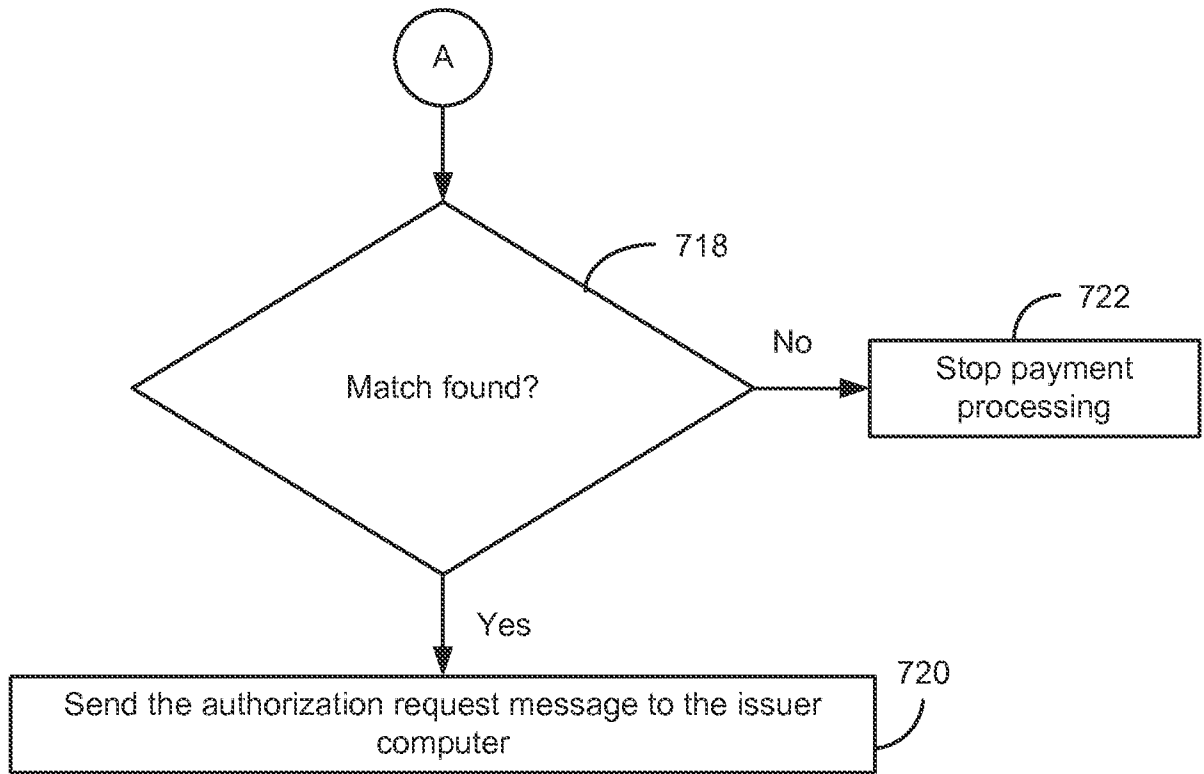 A
718
Match found?
No
722
Stop payment
processing
Yes
720
Send the authorization request message to the issuer
computer